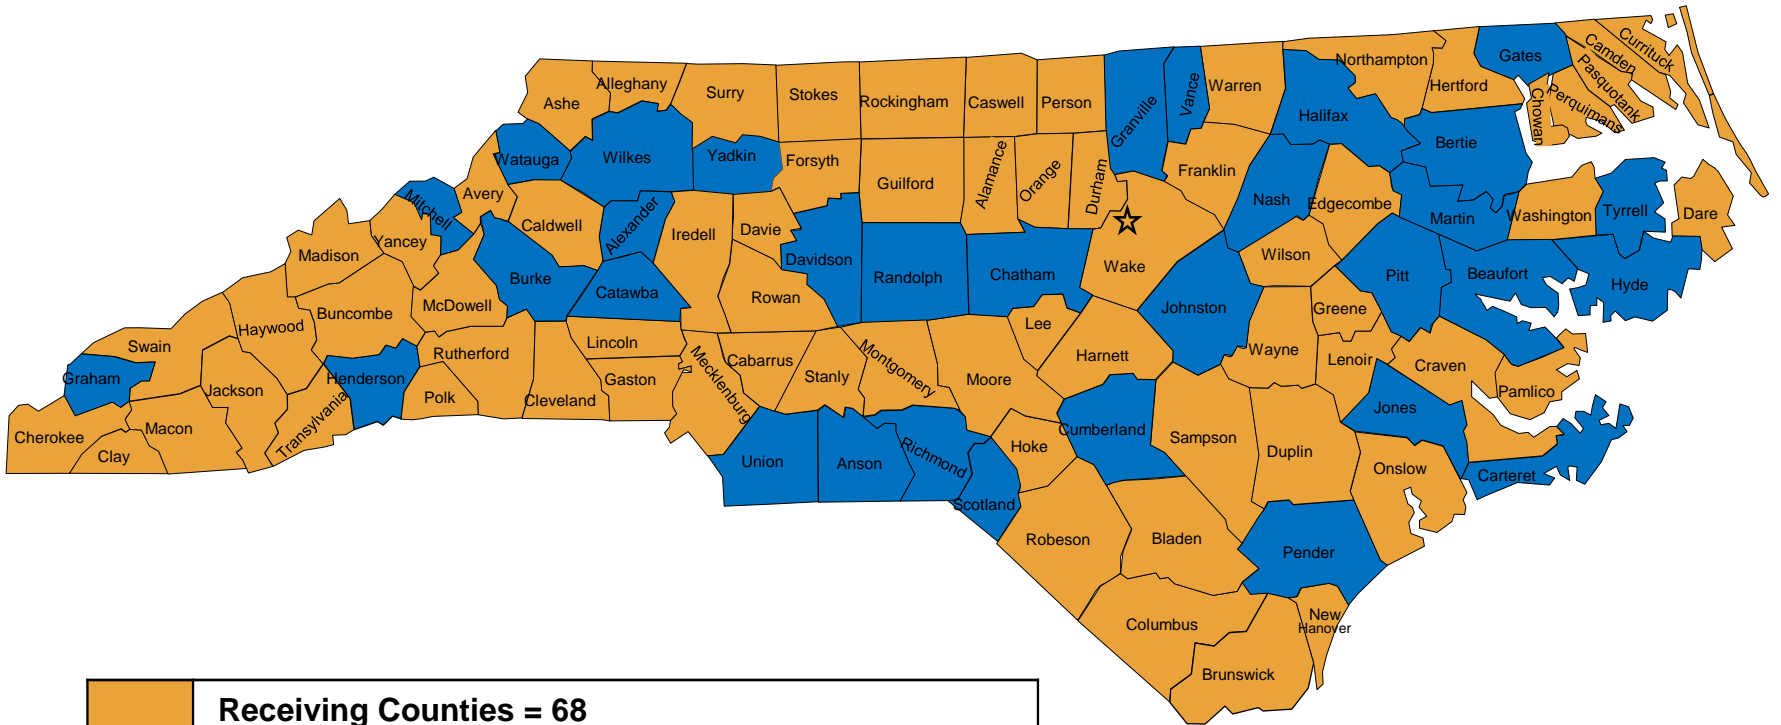 Ashe
Alleghany
Surry
Stokes
Rockingham
Caswell
Person
Granville
Vance
Warren
Northampton
Halifax
Hertford
Gates
Chowan
Perquimans
Pasquotank
Camden
Currituck
Watauga
Wilkes
Yadkin
Forsyth
Guilford
Alamance
Orange
Durham
Franklin
Nash
Edgecombe
Bertie
Martin
Washington
Tyrrell
Dare
Mitchell
Avery
Caldwell
Alexander
Iredell
Davie
Davidson
Randolph
Chatham
Wake
Wilson
Pitt
Beaufort
Hyde
Madison
Yancey
McDowell
Burke
Catawba
Rowan
Johnston
Greene
Haywood
Buncombe
Swain
Graham
Jackson
Henderson
Rutherford
Polk
Cleveland
Lincoln
Gaston
Mecklenburg
Cabarrus
Stanly
Montgomery
Moore
Lee
Harnett
Wayne
Lenoir
Craven
Pamlico
Jones
Cherokee
Clay
Macon
Transylvania
Union
Anson
Richmond
Scotland
Hoke
Cumberland
Sampson
Duplin
Onslow
Carteret
Robeson
Bladen
Pender
Columbus
New
Hanover
Brunswick
Receiving Counties = 68